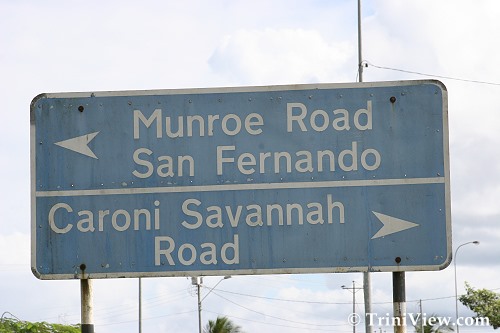 Munroe Road
San Fernando
Caroni Savannah
Road
© TriniView.com